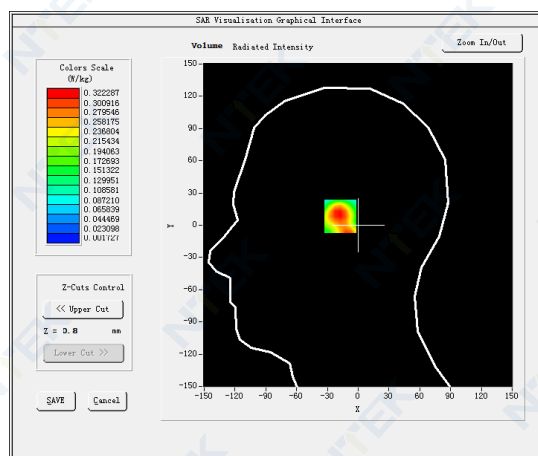 SAR Visualisation Graphical Interface
Volume Radiated Intensity
Zoom In/Out
Colors Scale
(W/kg)
0.322287
0.300916
0.279546
0.258175
0.236804
0.215434
0.194063
0.172693
0.151322
0.129951
0.108581
0.087210
0.065839
0.044469
0.023098
0.001727
Z-Cuts Control
<< Upper Cut
Z = 0.8 mm
Lower Cut >>
SAVE
Cancel
150
120
90
60
30
0
-30
-60
-90
-120
-150
Y
-150 -120 -90 -60 -30 0 30 60 90 120 150
X
NTEK